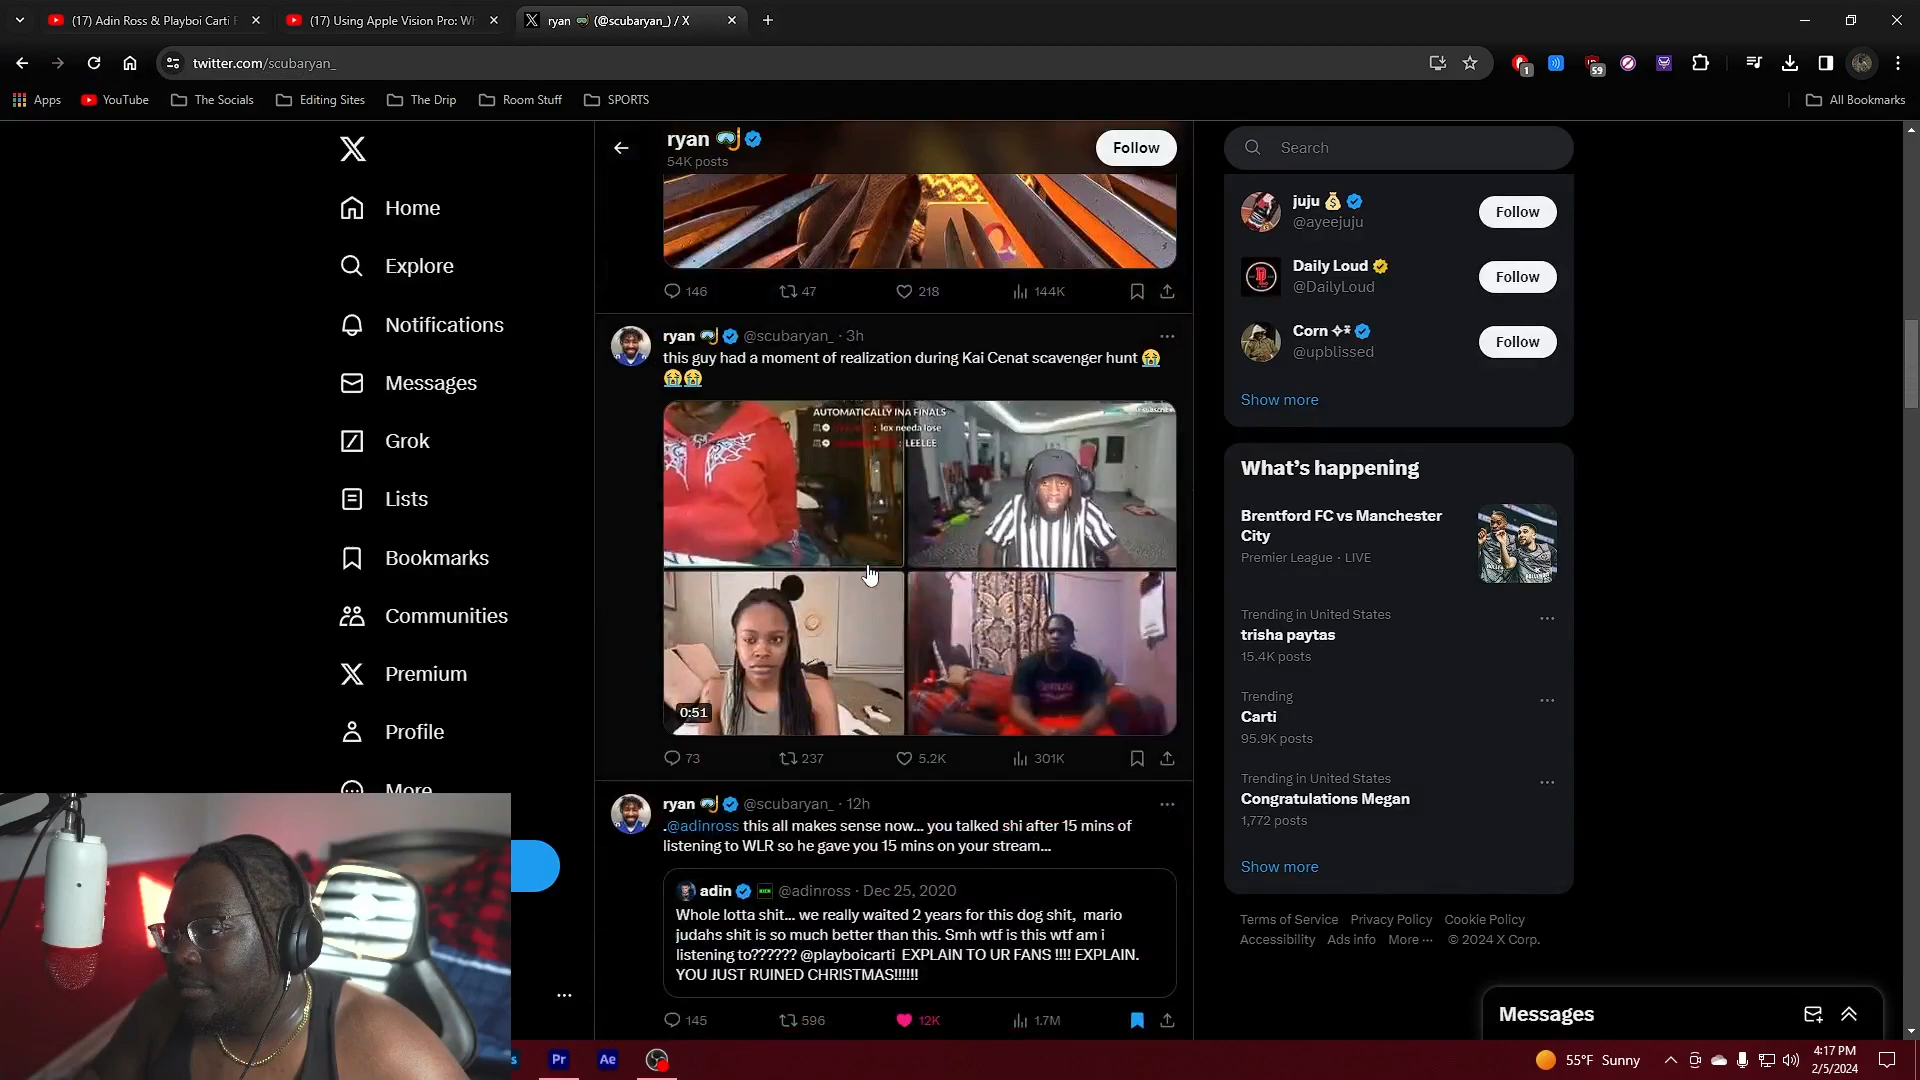 (17) Adin Ross & Playboi Carti F
(17) Using Apple Vision Pro: Wh
ryan (@scubaryan_) / X
twitter.com/scubaryan_
1
59
Apps
YouTube
The Socials
Editing Sites
The Drip
Room Stuff
SPORTS
All Bookmarks
Home
Explore
Notifications
Messages
Grok
Lists
Bookmarks
Communities
Premium
Profile
More
ryan
54K posts
Follow
146
47
218
144K
ryan @scubaryan_ · 3h
this guy had a moment of realization during Kai Cenat scavenger hunt 😭
😭😭
AUTOMATICALLY INA FINALS
: lex needa lose
: LEELEE
0:51
73
237
5.2K
301K
ryan @scubaryan_ · 12h
.@adinross this all makes sense now... you talked shi after 15 mins of
listening to WLR so he gave you 15 mins on your stream...
adin @adinross · Dec 25, 2020
Whole lotta shit... we really waited 2 years for this dog shit, mario
judahs shit is so much better than this. Smh wtf is this wtf am i
listening to?????? @playboicarti EXPLAIN TO UR FANS !!!! EXPLAIN.
YOU JUST RUINED CHRISTMAS!!!!!!
145
596
12K
1.7M
Search
juju 💰
@ayeejuju
Follow
Daily Loud
@DailyLoud
Follow
Corn
@upblissed
Follow
Show more
What's happening
Brentford FC vs Manchester
City
Premier League · LIVE
Trending in United States
trisha paytas
15.4K posts
Trending
Carti
95.9K posts
Trending in United States
Congratulations Megan
1,772 posts
Show more
Terms of Service Privacy Policy Cookie Policy
Accessibility Ads info More ··· © 2024 X Corp.
Messages
Pr
Ae
55°F Sunny
4:17 PM
2/5/2024